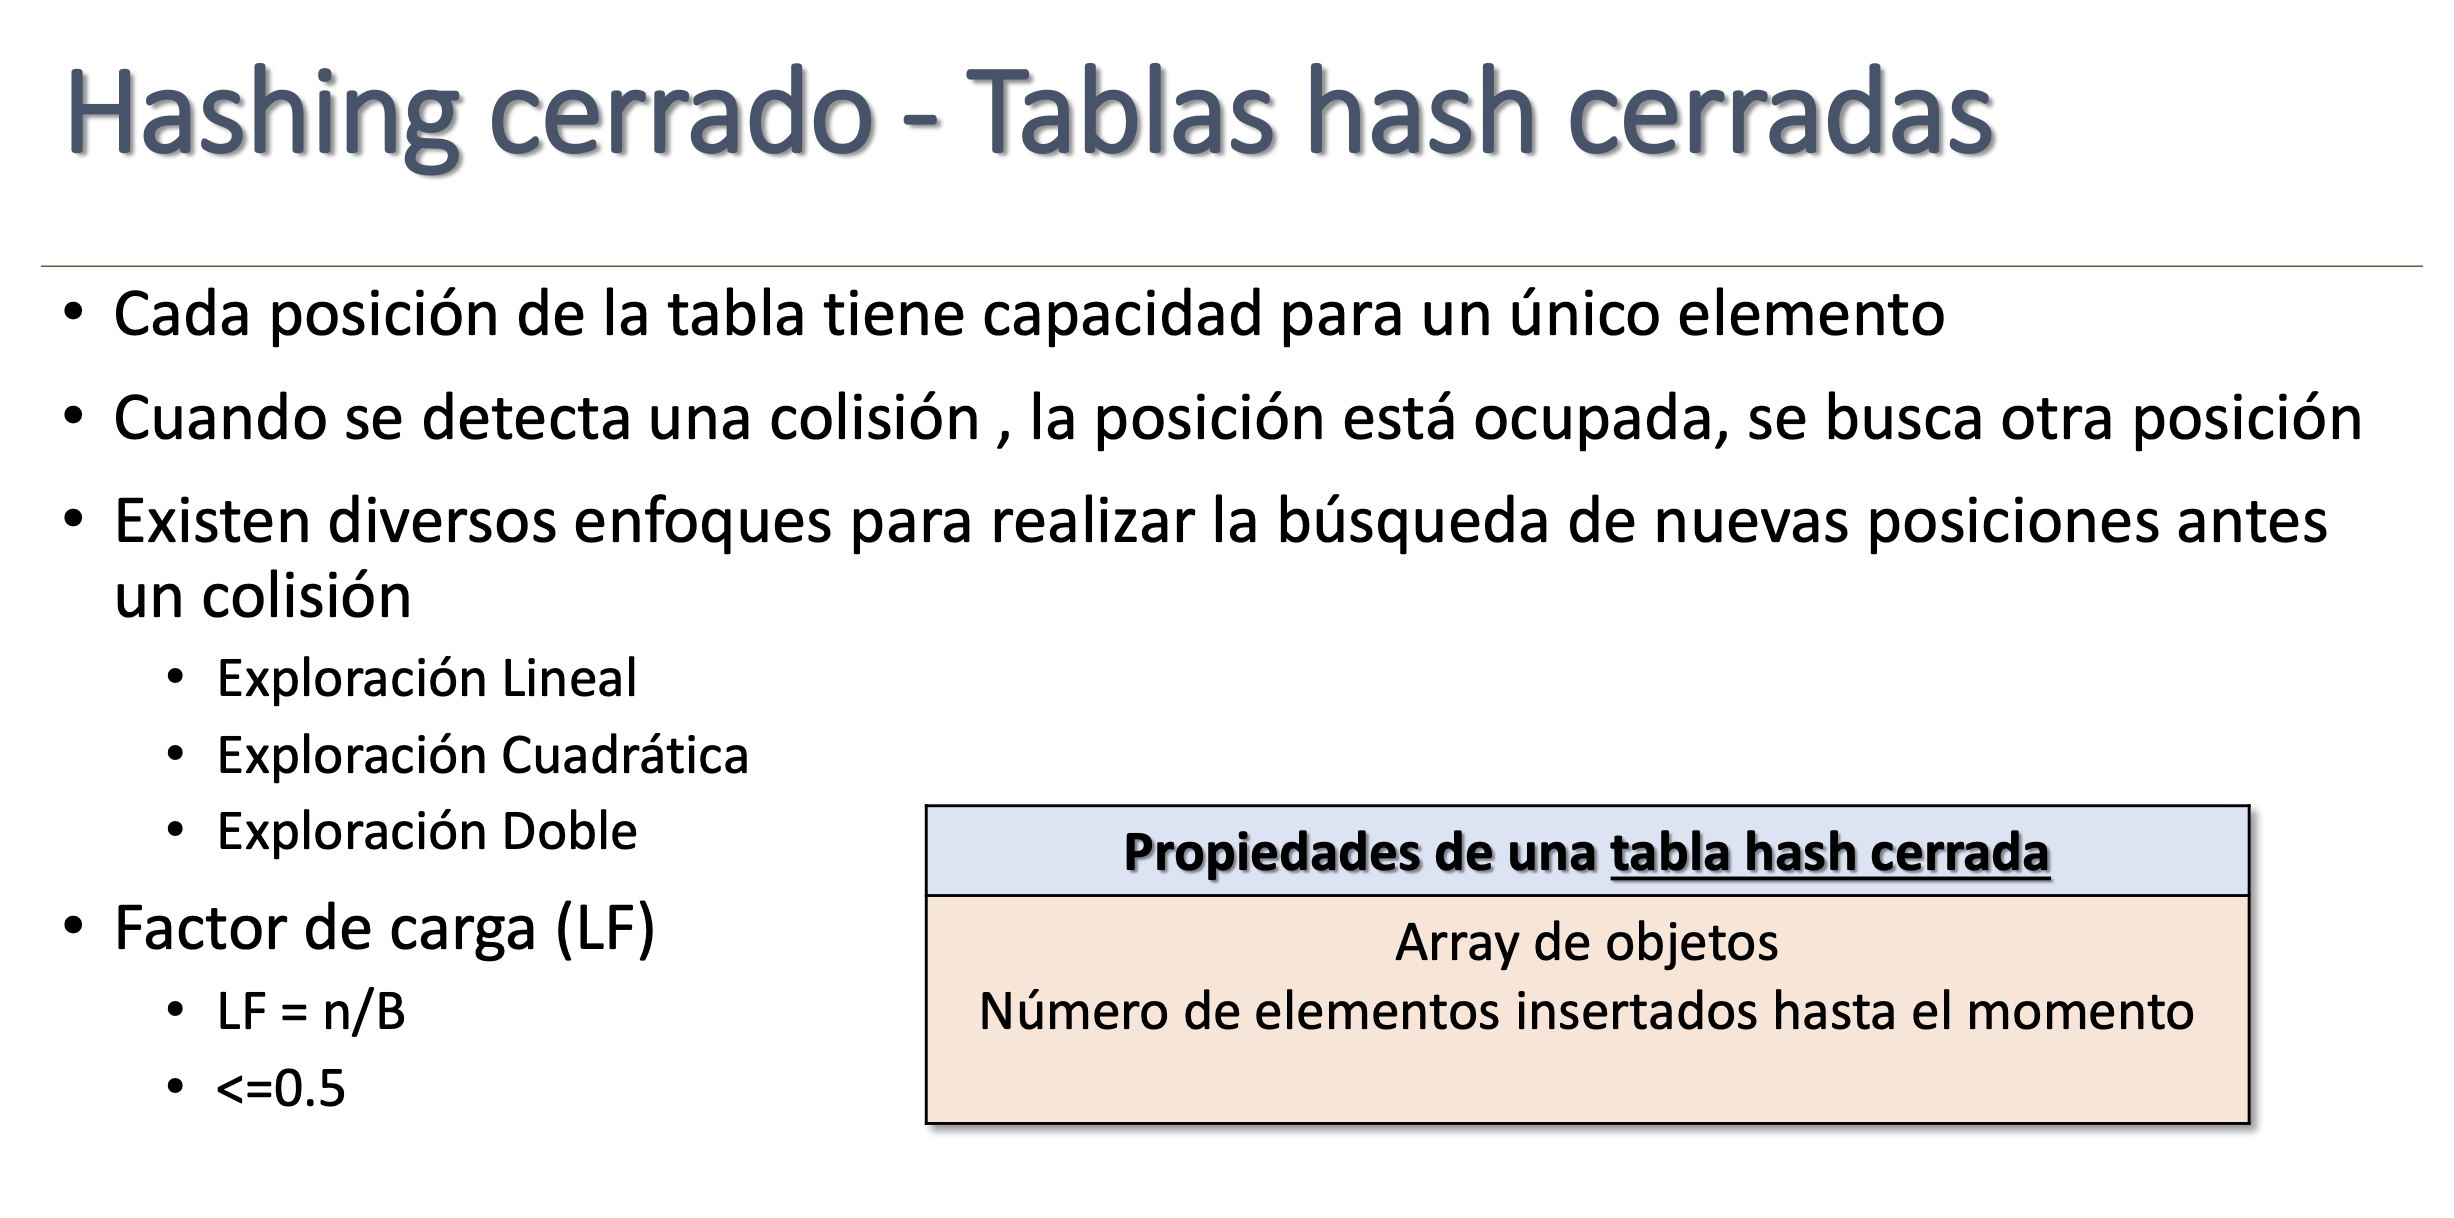 Hashing cerrado - Tablas hash cerradas
• Cada posición de la tabla tiene capacidad para un único elemento
• Cuando se detecta una colisión , la posición está ocupada, se busca otra posición
• Existen diversos enfoques para realizar la búsqueda de nuevas posiciones antes
un colisión
• Exploración Lineal
• Exploración Cuadrática
• Exploración Doble
• Factor de carga (LF)
• LF = n/B
• <=0.5
Propiedades de una tabla hash cerrada
Array de objetos
Número de elementos insertados hasta el momento